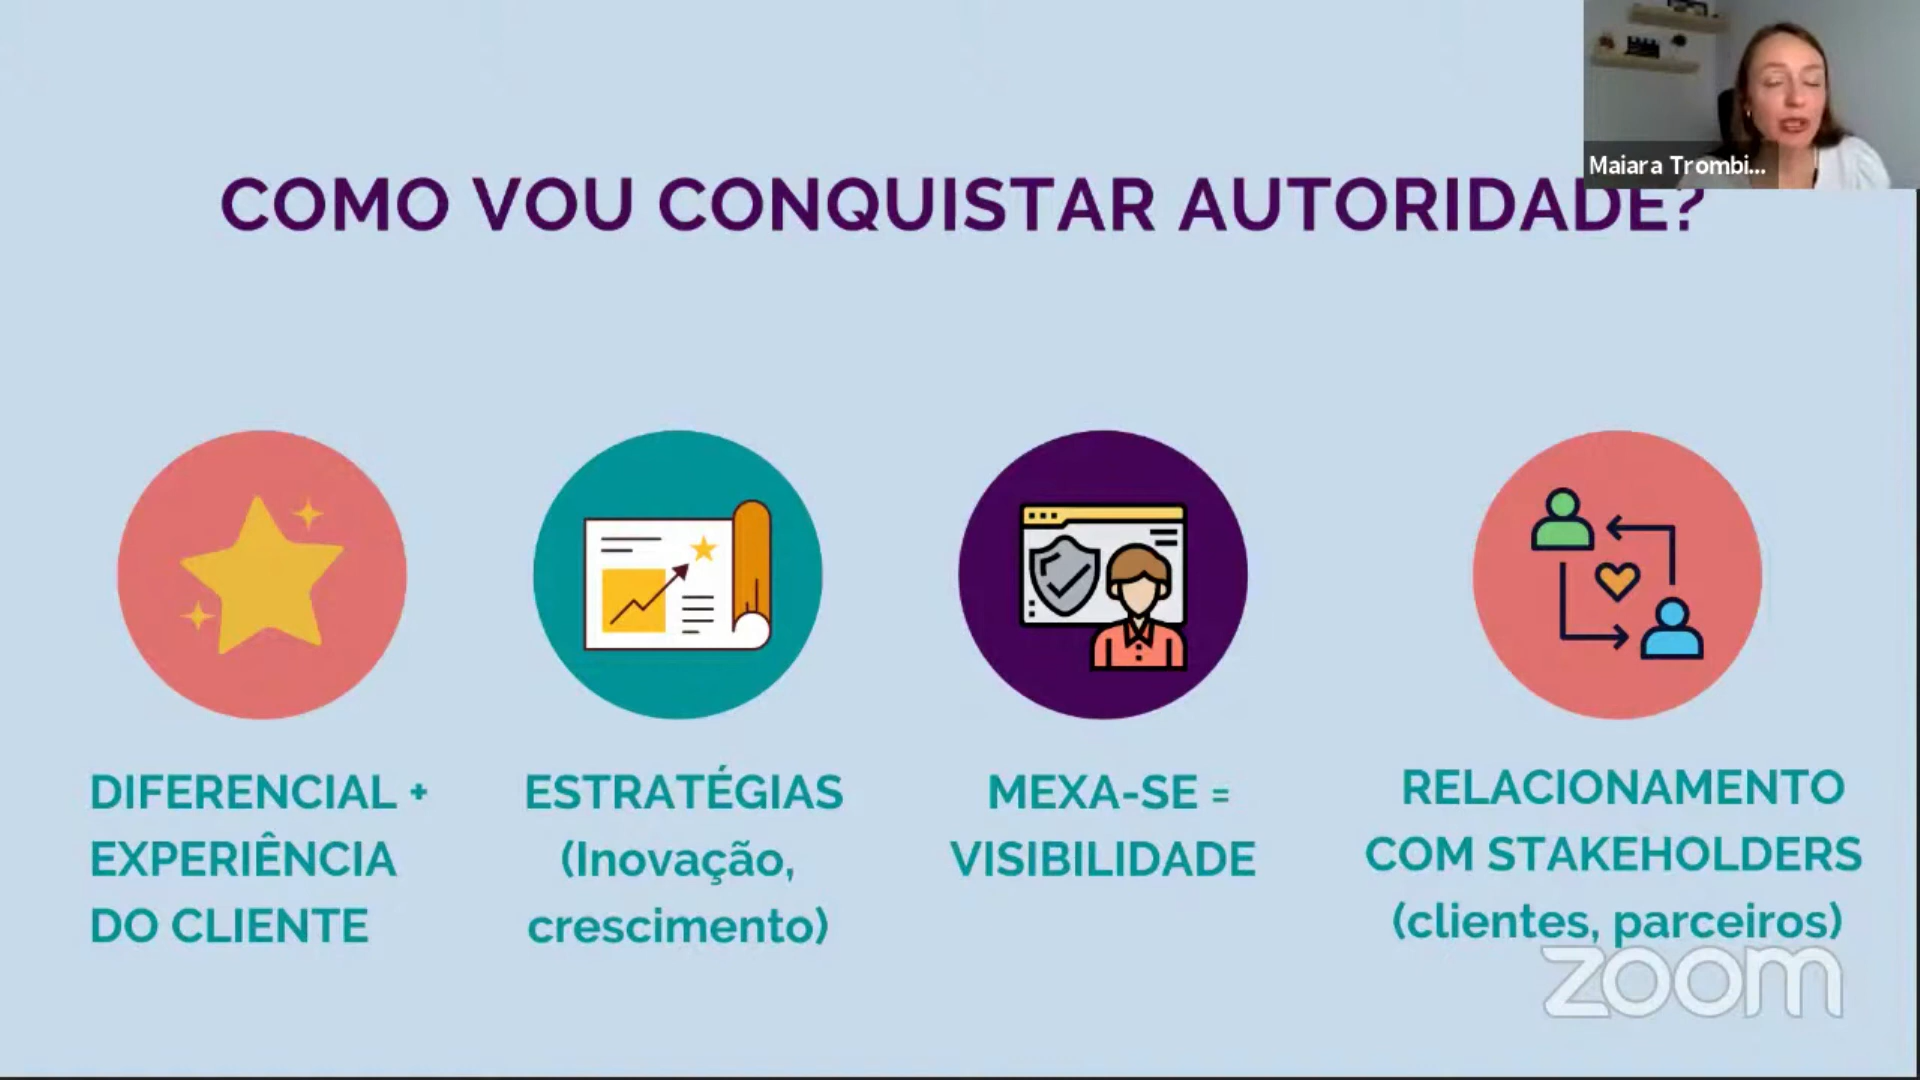 Maiara Trombi...
COMO VOU CONQUISTAR AUTORIDADE?
DIFERENCIAL +
EXPERIÊNCIA
DO CLIENTE
ESTRATÉGIAS
(Inovação,
crescimento)
MEXA-SE =
VISIBILIDADE
RELACIONAMENTO
COM STAKEHOLDERS
(clientes, parceiros)
zoom